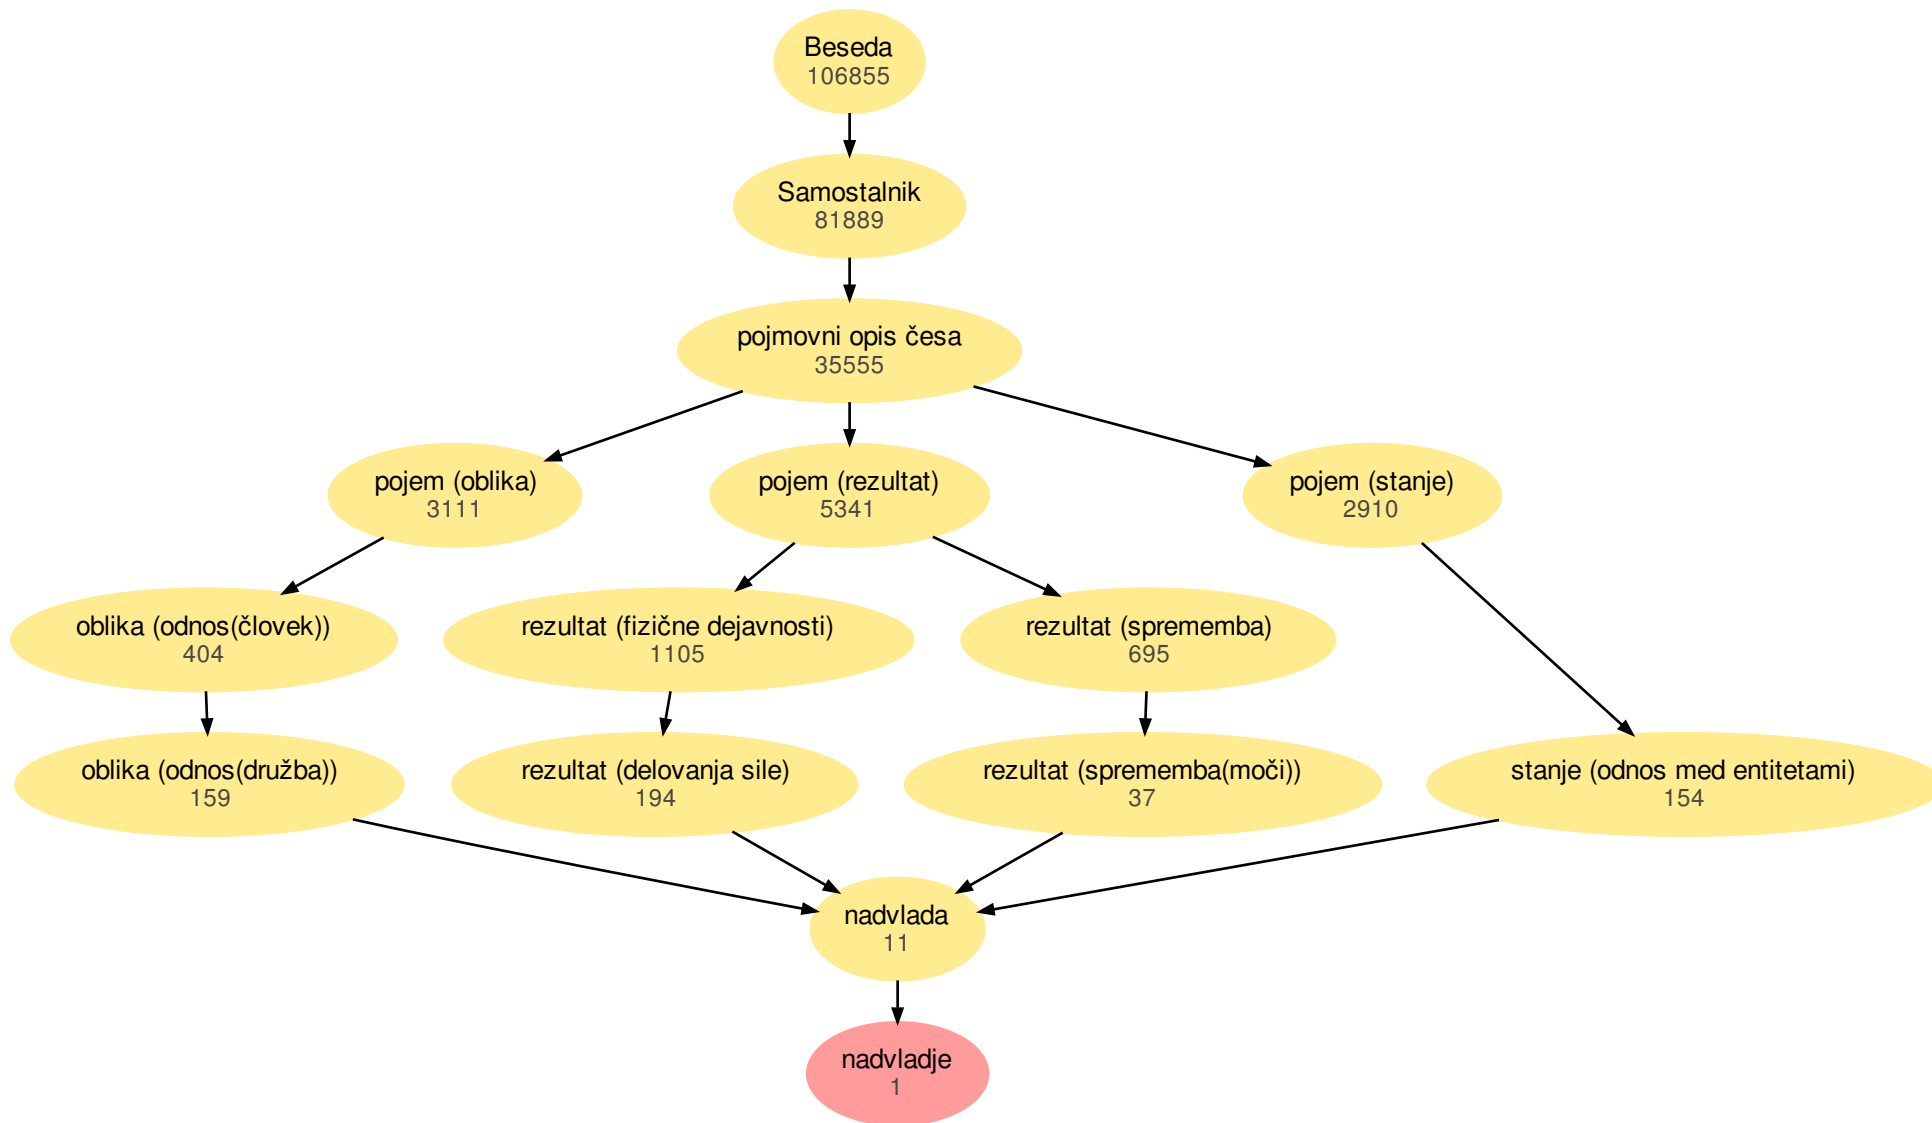 Beseda
106855
Samostalnik
81889
pojmovni opis česa
35555
pojem (oblika)
3111
pojem (rezultat)
5341
pojem (stanje)
2910
oblika (odnos(človek))
404
rezultat (fizične dejavnosti)
1105
rezultat (sprememba)
695
oblika (odnos(družba))
159
rezultat (delovanja sile)
194
rezultat (sprememba(moči))
37
stanje (odnos med entitetami)
154
nadvlada
11
nadvladje
1